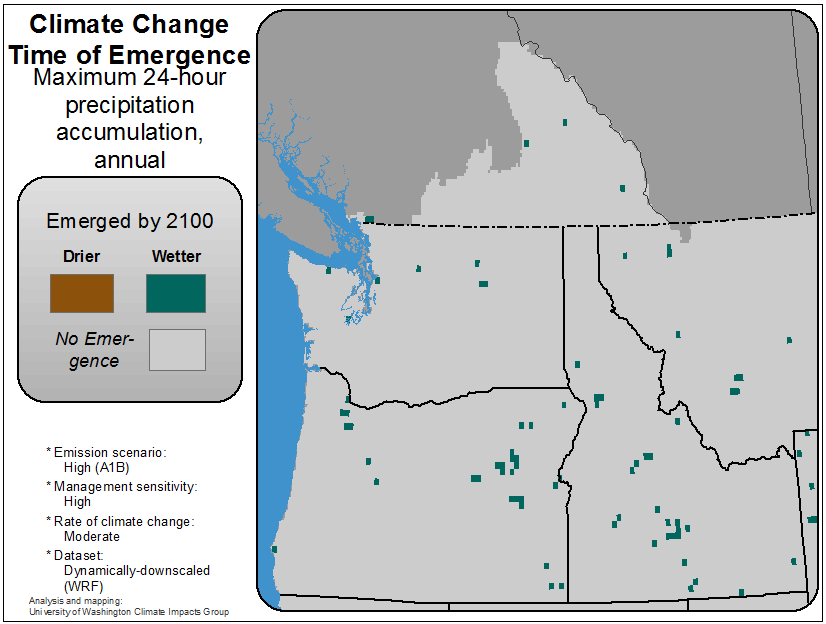 Climate Change
Time of Emergence
Maximum 24-hour
precipitation
accumulation,
annual
Emerged by 2100
Drier Wetter
No Emer-
gence
* Emission scenario:
High (A1B)
* Management sensitivity:
High
* Rate of climate change:
Moderate
* Dataset:
Dynamically-downscaled
(WRF)
Analysis and mapping:
University of Washington Climate Impacts Group